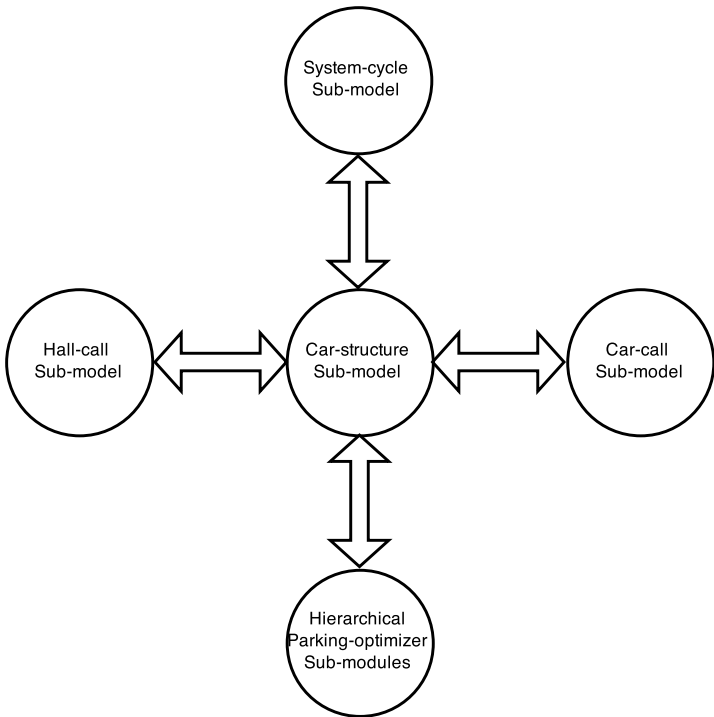 System-cycle
Sub-model
Hall-call
Sub-model
Car-structure
Sub-model
Car-call
Sub-model
Hierarchical
Parking-optimizer
Sub-modules